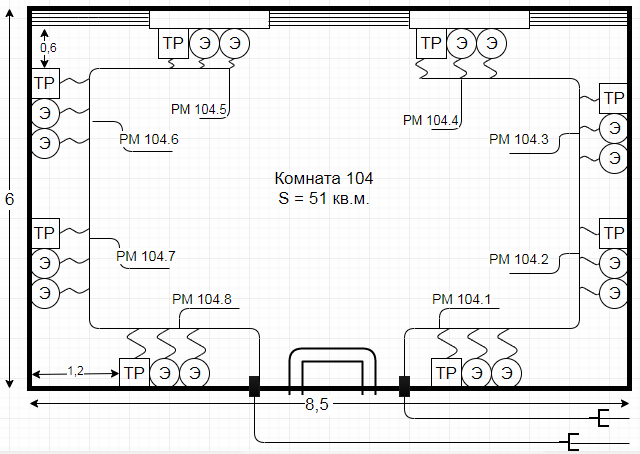 ТР Э Э
ТР Э Э
0,6
ТР
Э
Э
РМ 104.5
РМ 104.4
ТР
Э
Э
РМ 104.6
РМ 104.3
Комната 104
S = 51 кв.м.
6
ТР
Э
Э
РМ 104.7
РМ 104.2
ТР
Э
Э
РМ 104.8
РМ 104.1
1,2
ТР Э Э
ТР Э Э
8,5